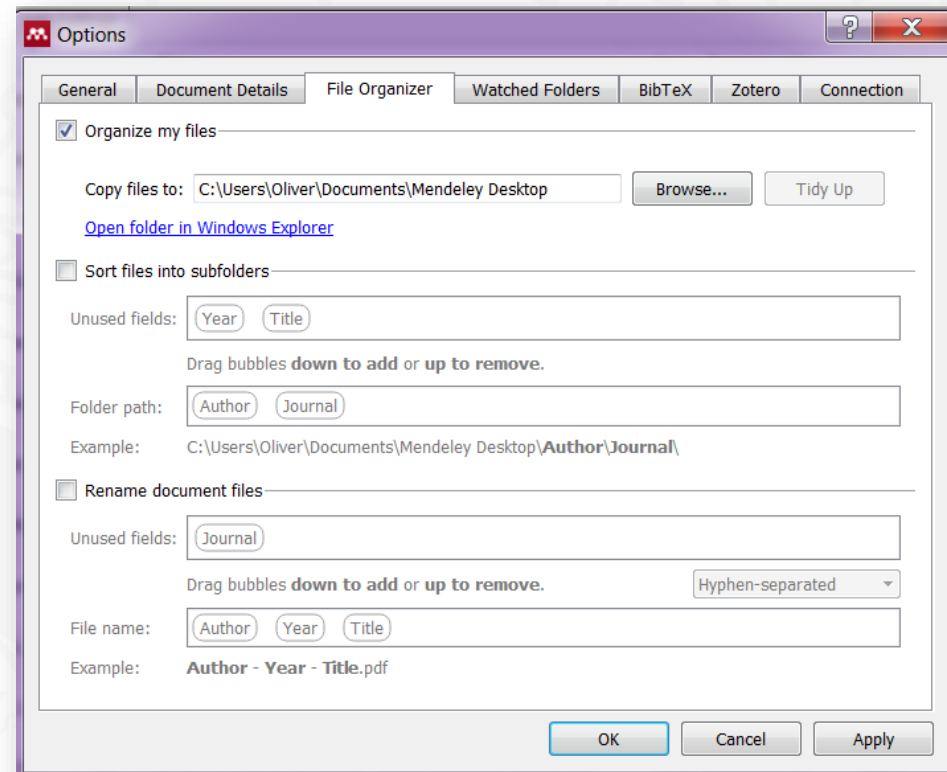 Options
General Document Details File Organizer Watched Folders BibTeX Zotero Connection
Organize my files
Copy files to: C:\Users\Oliver\Documents\Mendeley Desktop Browse... Tidy Up
Open folder in Windows Explorer
Sort files into subfolders
Unused fields: Year Title
Drag bubbles down to add or up to remove.
Folder path: Author Journal
Example: C:\Users\Oliver\Documents\Mendeley Desktop\Author\Journal\
Rename document files
Unused fields: Journal
Drag bubbles down to add or up to remove. Hyphen-separated
File name: Author Year Title
Example: Author - Year - Title.pdf
OK Cancel Apply